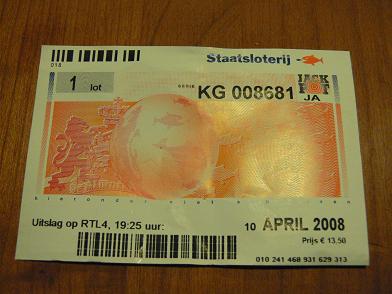 018
Staatsloterij
1 lot
SERIE KG 008681
JACK
POT
JA
Uitslag op RTL4, 19:25 uur:
10 APRIL 2008
Prijs € 13,50
010 241 468 931 629 313